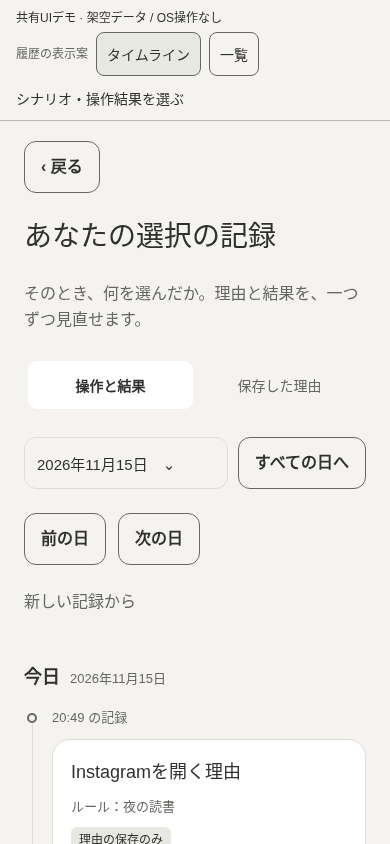 共有UIデモ · 架空データ / OS操作なし
履歴の表示案 タイムライン 一覧
シナリオ・操作結果を選ぶ
‹ 戻る
あなたの選択の記録
そのとき、何を選んだか。理由と結果を、一つ
ずつ見直せます。
操作と結果 保存した理由
2026年11月15日 すべての日へ
前の日 次の日
新しい記録から
今日 2026年11月15日
20:49 の記録
Instagramを開く理由
ルール：夜の読書
理由の保存のみ